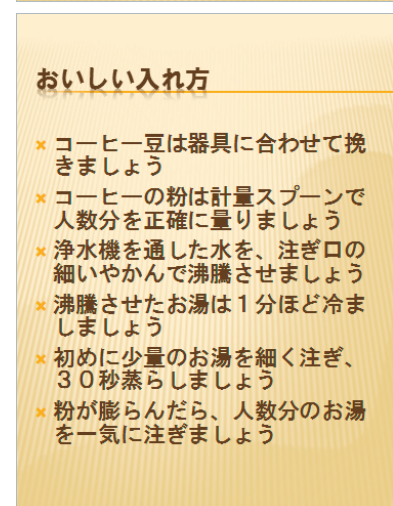 おいしい入れ方
コーヒー豆は器具に合わせて挽
きましょう
コーヒーの粉は計量スプーンで
人数分を正確に量りましょう
浄水機を通した水を、注ぎ口の
細いやかんで沸騰させましょう
沸騰させたお湯は１分ほど冷ま
しましょう
初めに少量のお湯を細く注ぎ、
３０秒蒸らしましょう
粉が膨らんだら、人数分のお湯
を一気に注ぎましょう